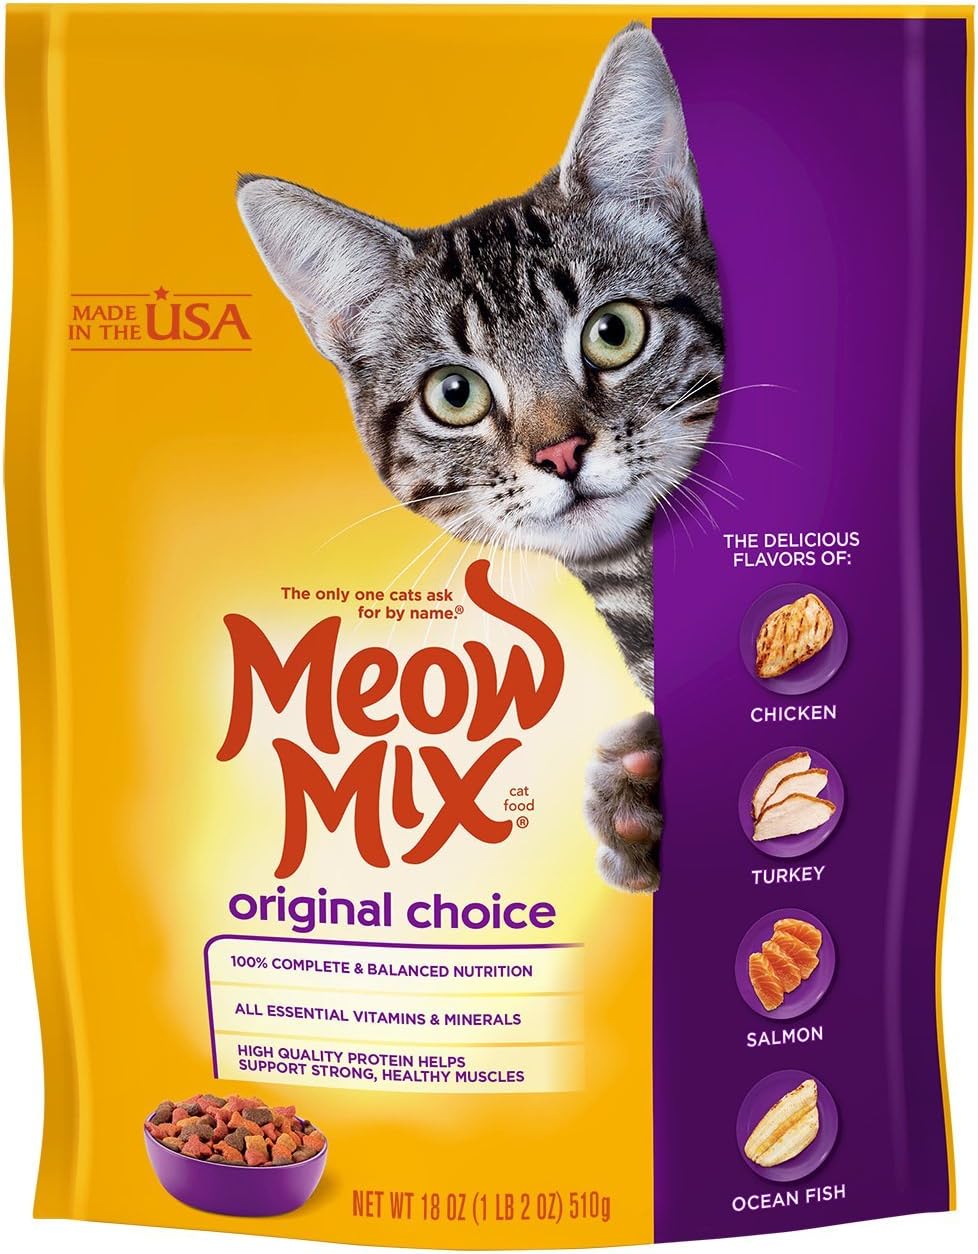 MADE
IN THE USA
The only one cats ask
for by name.®
Meow
Mix
cat
food
®
original choice
100% COMPLETE & BALANCED NUTRITION
ALL ESSENTIAL VITAMINS & MINERALS
HIGH QUALITY PROTEIN HELPS
SUPPORT STRONG, HEALTHY MUSCLES
NET WT 18 OZ (1 LB 2 OZ) 510g
THE DELICIOUS
FLAVORS OF:
CHICKEN
TURKEY
SALMON
OCEAN FISH